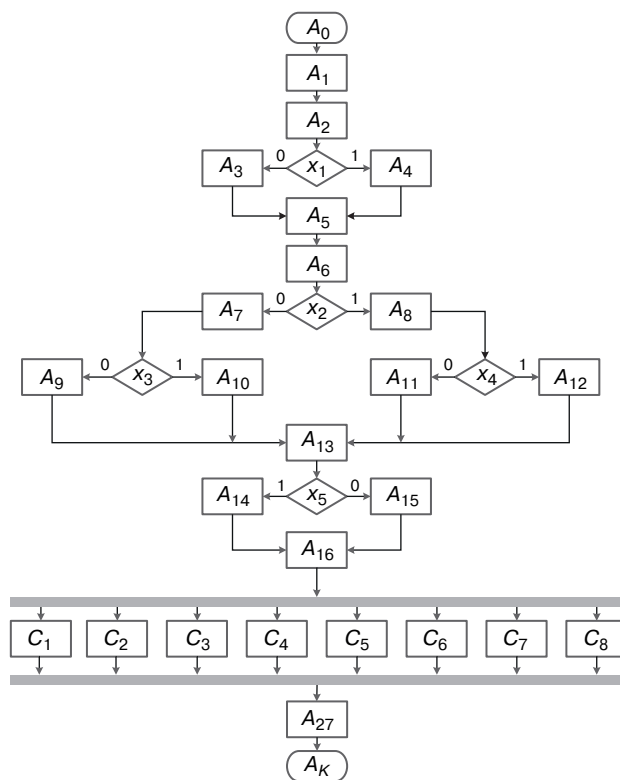 A0
A1
A2
A3 0 x1 1 A4
A5
A6
A7 0 x2 1 A8
A9 0 x3 1 A10 A11 0 x4 1 A12
A13
A14 1 x5 0 A15
A16
C1 C2 C3 C4 C5 C6 C7 C8
A27
AK